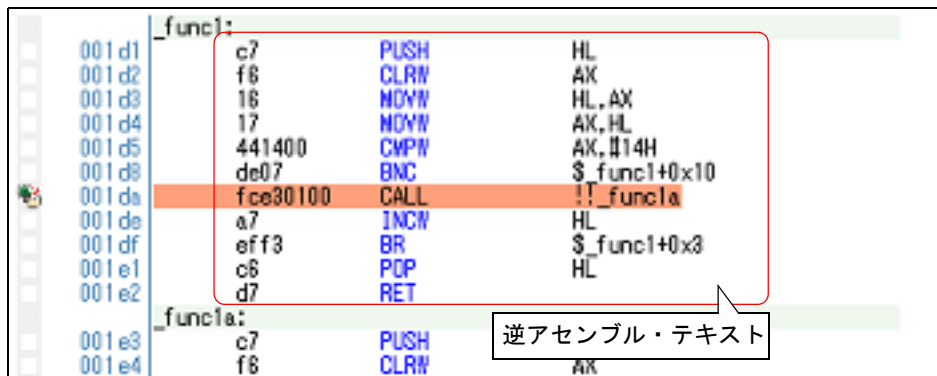 _func1:
001d1 c7 PUSH HL
001d2 f6 CLRW AX
001d3 16 MOVW HL,AX
001d4 17 MOVW AX,HL
001d5 441400 CMPW AX,#14H
001d8 de07 BNC $_func1+0x10
001da fce30100 CALL !!_func1a
001de a7 INCW HL
001df eff3 BR $_func1+0x3
001e1 c6 POP HL
001e2 d7 RET
_func1a:
001e3 c7 PUSH
001e4 f6 CLRW AX
逆アセンブル・テキスト